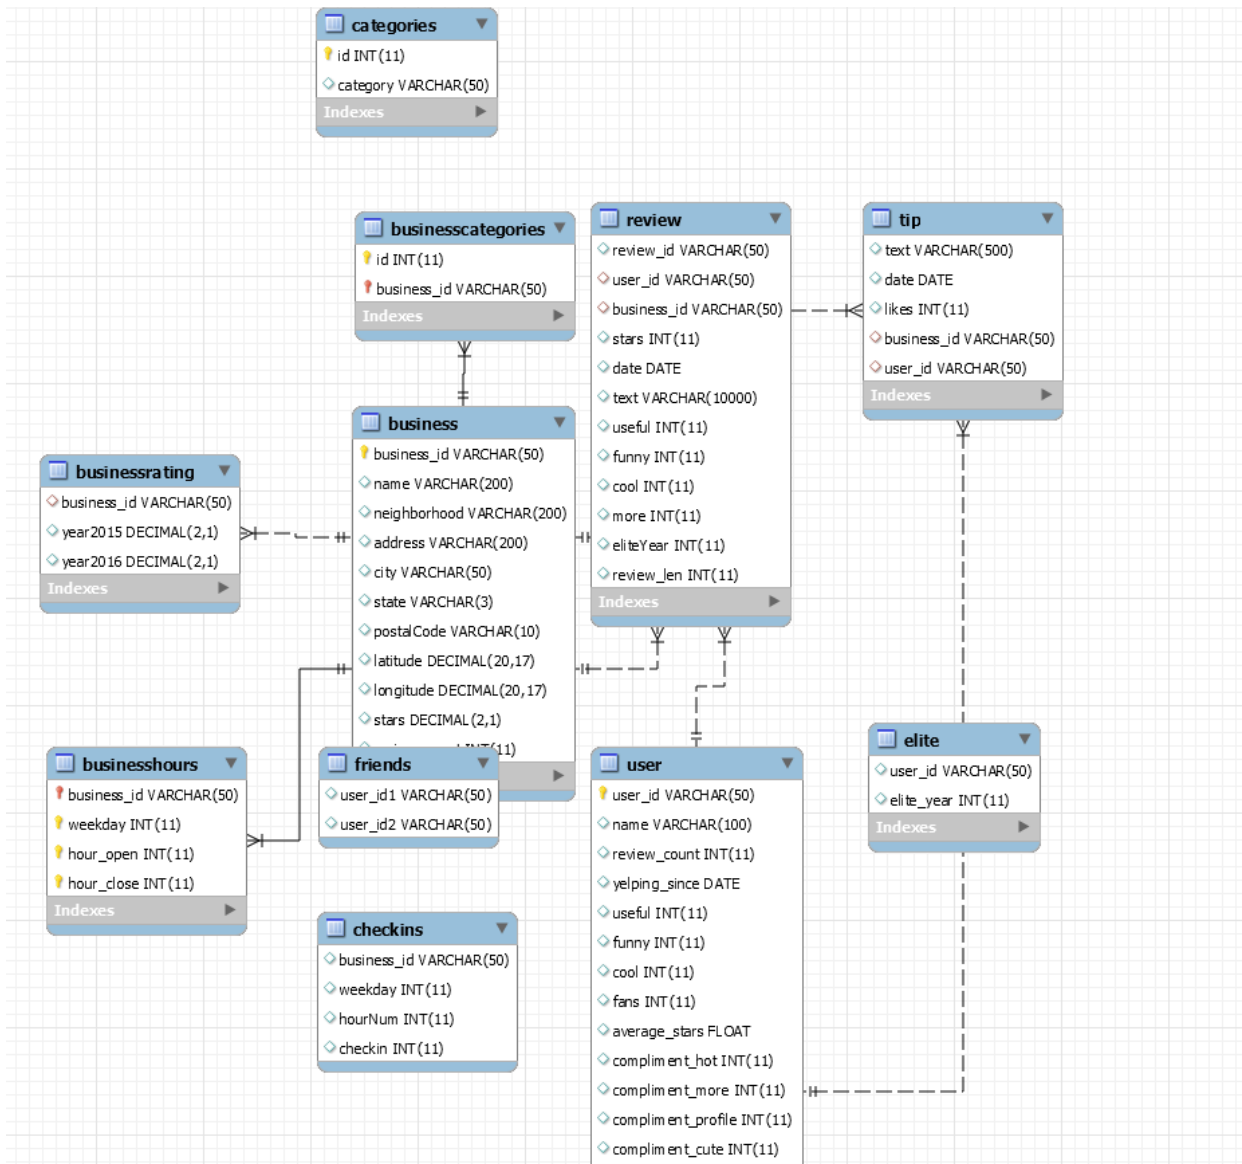 categories
id INT(11)
category VARCHAR(50)
Indexes
businesscategories
id INT(11)
business_id VARCHAR(50)
Indexes
review
review_id VARCHAR(50)
user_id VARCHAR(50)
business_id VARCHAR(50)
stars INT(11)
date DATE
text VARCHAR(10000)
useful INT(11)
funny INT(11)
cool INT(11)
more INT(11)
eliteYear INT(11)
review_len INT(11)
Indexes
tip
text VARCHAR(500)
date DATE
likes INT(11)
business_id VARCHAR(50)
user_id VARCHAR(50)
Indexes
business
business_id VARCHAR(50)
name VARCHAR(200)
neighborhood VARCHAR(200)
address VARCHAR(200)
city VARCHAR(50)
state VARCHAR(3)
postalCode VARCHAR(10)
latitude DECIMAL(20,17)
longitude DECIMAL(20,17)
stars DECIMAL(2,1)
INT(11)
businessrating
business_id VARCHAR(50)
year2015 DECIMAL(2,1)
year2016 DECIMAL(2,1)
Indexes
businesshours
business_id VARCHAR(50)
weekday INT(11)
hour_open INT(11)
hour_close INT(11)
Indexes
friends
user_id1 VARCHAR(50)
user_id2 VARCHAR(50)
user
user_id VARCHAR(50)
name VARCHAR(100)
review_count INT(11)
yelping_since DATE
useful INT(11)
funny INT(11)
cool INT(11)
fans INT(11)
average_stars FLOAT
compliment_hot INT(11)
compliment_more INT(11)
compliment_profile INT(11)
compliment_cute INT(11)
elite
user_id VARCHAR(50)
elite_year INT(11)
Indexes
checkins
business_id VARCHAR(50)
weekday INT(11)
hourNum INT(11)
checkin INT(11)